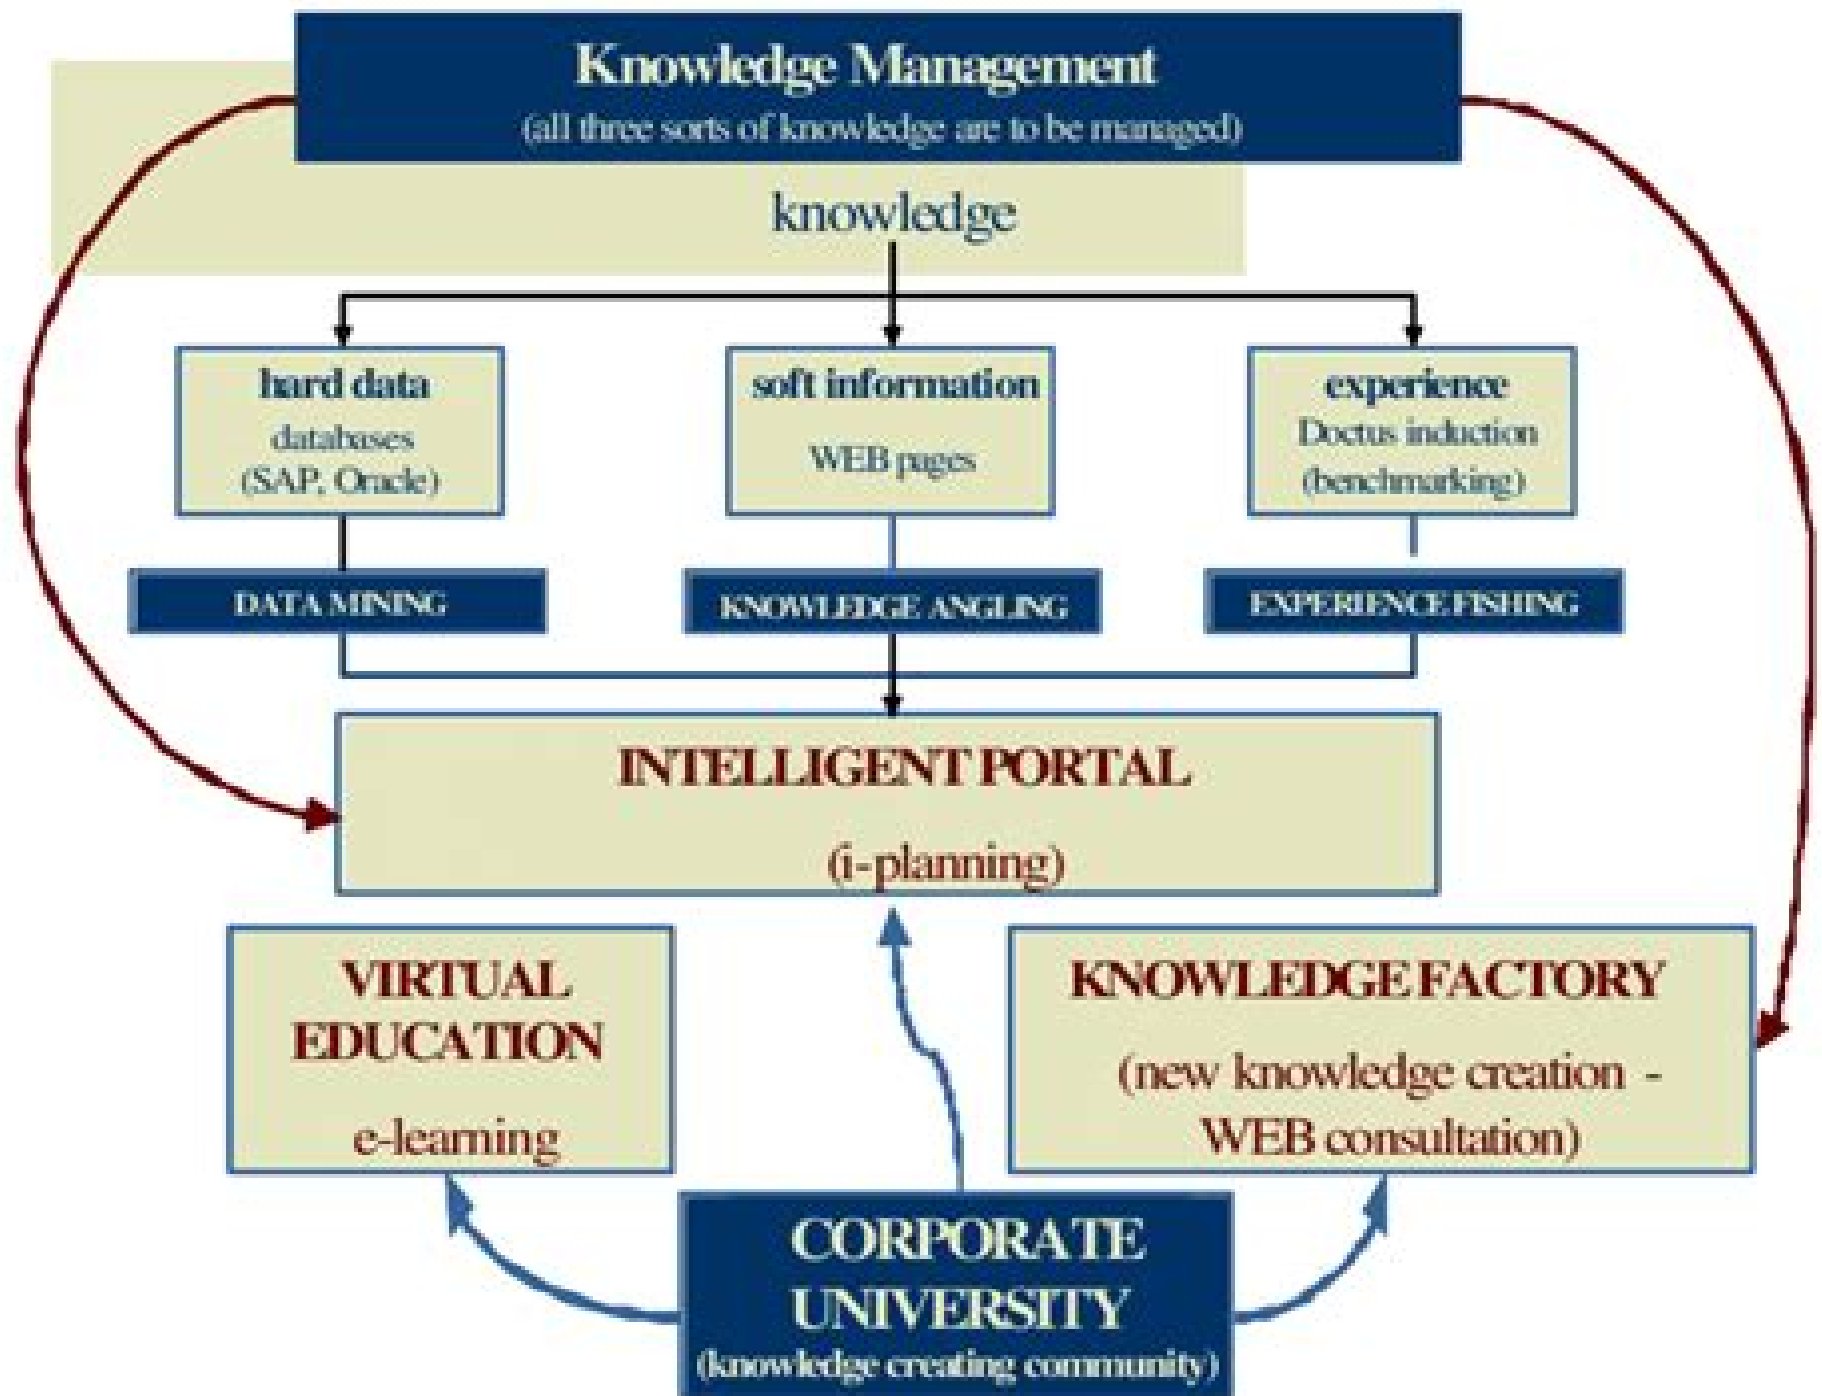 Knowledge Management
(all three sorts of knowledge are to be managed)
knowledge
hard data
databases
(SAP, Oracle)
soft information
WEB pages
experience
Doctus induction
(benchmarking)
DATA MINING
KNOWLEDGE ANGLING
EXPERIENCE FISHING
INTELLIGENT PORTAL
(i-planning)
VIRTUAL
EDUCATION
e-learning
KNOWLEDGE FACTORY
(new knowledge creation -
WEB consultation)
CORPORATE
UNIVERSITY
(knowledge creating community)